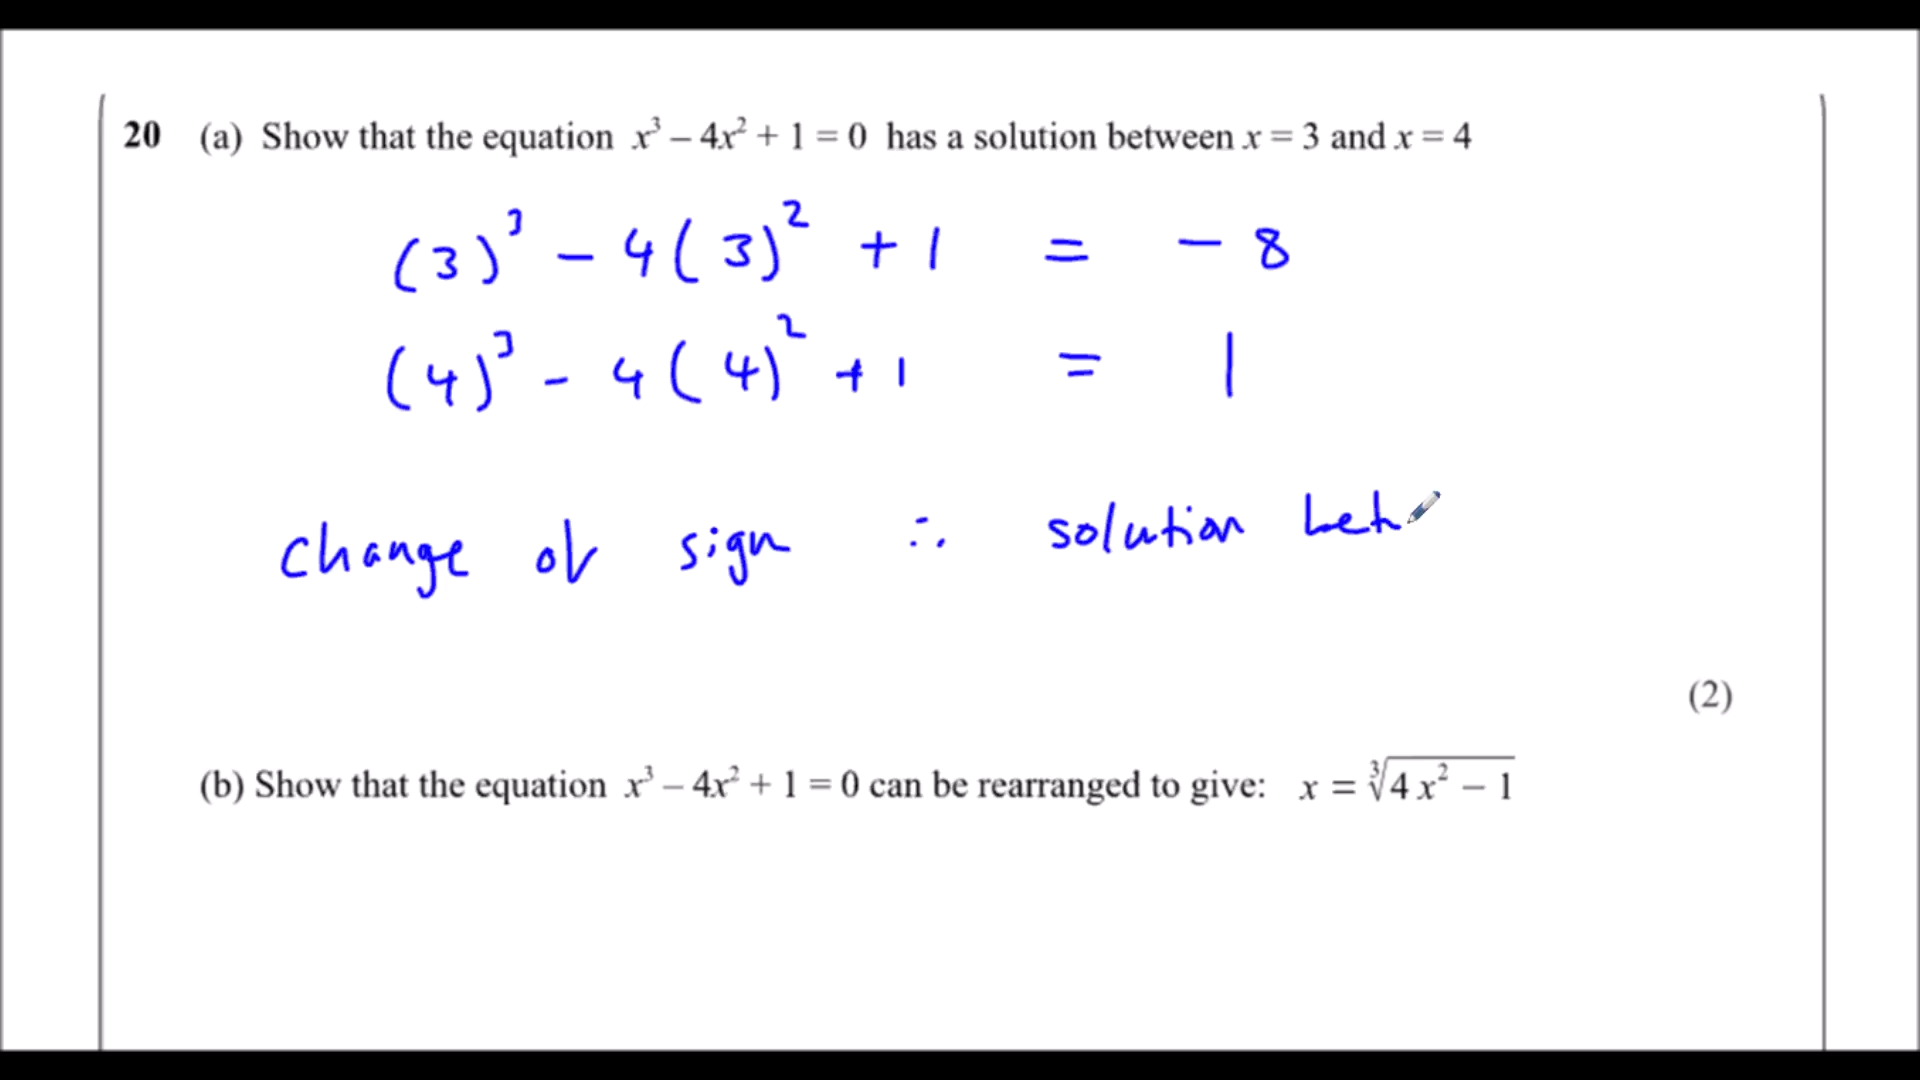 20 (a) Show that the equation x³ – 4x² + 1 = 0 has a solution between x = 3 and x = 4
(3)³ - 4(3)² + 1 = - 8
(4)³ - 4(4)² + 1 = 1
change of sign ∴ solution bet
(2)
(b) Show that the equation x³ – 4x² + 1 = 0 can be rearranged to give: x = ∛(4x² – 1)